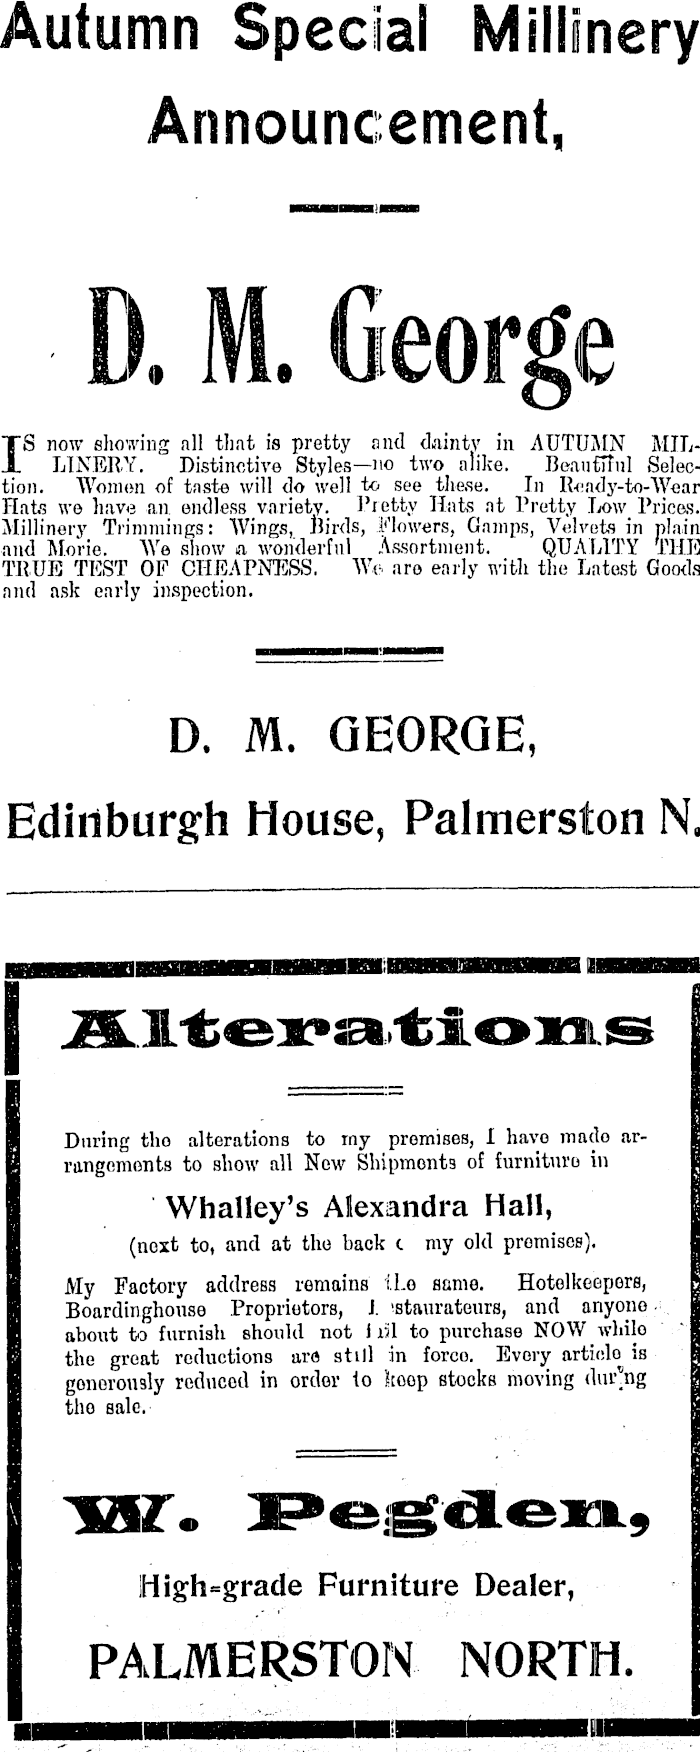 Autumn Special Millinery
Announcement,
D. M. George
IS now showing all that is pretty and dainty in AUTUMN MIL-
LINERY. Distinctive Styles—no two alike. Beautiful Selec-
tion. Women of taste will do well to see these. In Ready-to-Wear
Hats we have an endless variety. Pretty Hats at Pretty Low Prices.
Millinery Trimmings: Wings, Birds, Flowers, Gamps, Velvets in plain
and Morie. We show a wonderful Assortment. QUALITY THE
TRUE TEST OF CHEAPNESS. We are early with the Latest Goods
and ask early inspection.
D. M. GEORGE,
Edinburgh House, Palmerston N.
Alterations
During the alterations to my premises, I have made ar-
rangements to show all New Shipments of furniture in
Whalley's Alexandra Hall,
(next to, and at the back my old premises).
My Factory address remains the same. Hotelkeepers,
Boardinghouse Proprietors, Restaurateurs, and anyone
about to furnish should not fail to purchase NOW while
the great reductions are still in force. Every article is
generously reduced in order to keep stocks moving during
the sale.
W. Pegden,
High-grade Furniture Dealer,
PALMERSTON NORTH.